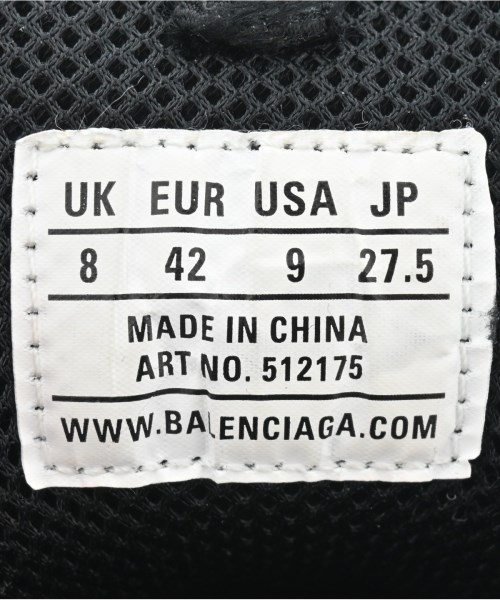 UK EUR USA JP
8 42 9 27.5
MADE IN CHINA
ART NO. 512175
WWW.BALENCIAGA.COM